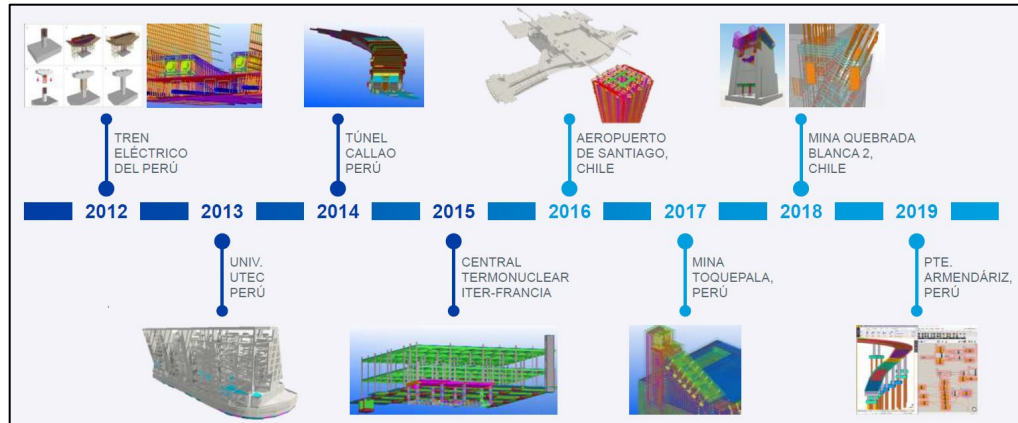 TREN
ELÉCTRICO
DEL PERÚ
TÚNEL
CALLAO
PERÚ
AEROPUERTO
DE SANTIAGO,
CHILE
MINA QUEBRADA
BLANCA 2,
CHILE
2012
2013
2014
2015
2016
2017
2018
2019
UNIV.
UTEC
PERÚ
CENTRAL
TERMONUCLEAR
ITER-FRANCIA
MINA
TOQUEPALA,
PERÚ
PTE.
ARMENDÁRIZ,
PERÚ